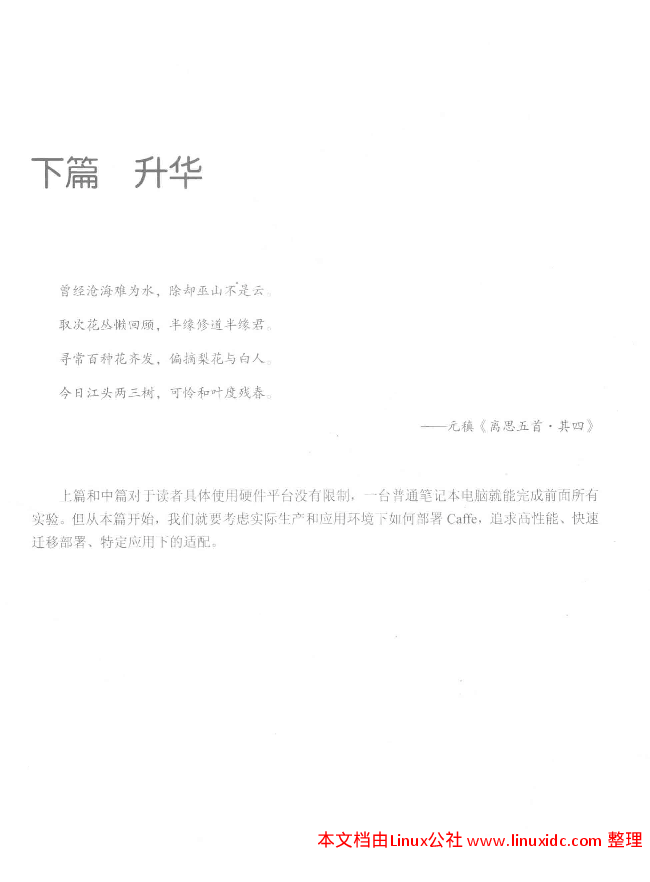 下篇 升华
曾经沧海难为水，除却巫山不是云。
取次花丛懒回顾，半缘修道半缘君。
寻常百种花齐发，偏摘梨花与白人。
今日江头两三树，可怜和叶度残春。
——元稹《离思五首·其四》
上篇和中篇对于读者具体使用硬件平台没有限制，一台普通笔记本电脑就能完成前面所有
实验。但从本篇开始，我们就要考虑实际生产和应用环境下如何部署 Caffe，追求高性能、快速
迁移部署、特定应用下的适配。
本文档由Linux公社 www.linuxidc.com 整理